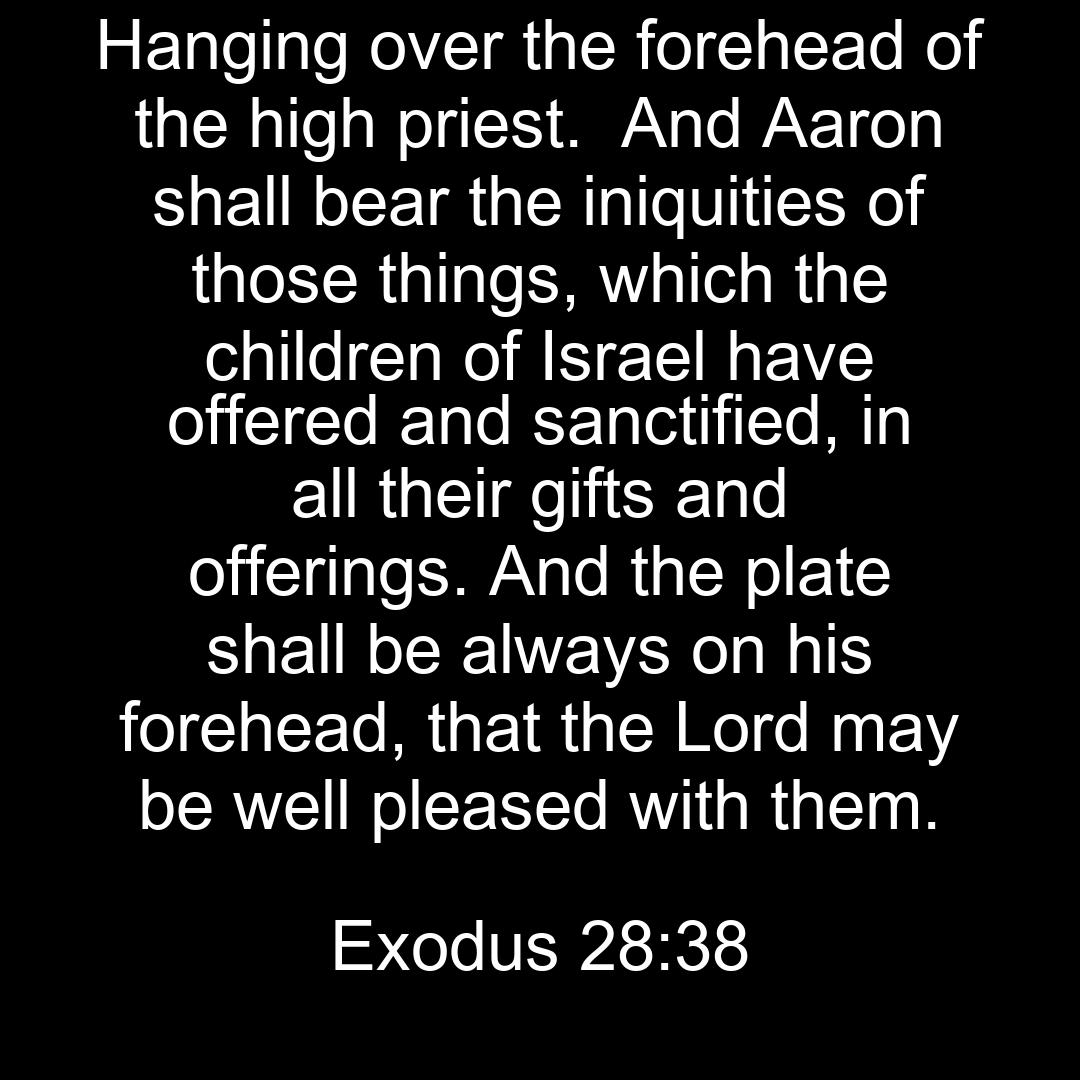 Hanging over the forehead of
the high priest.  And Aaron
shall bear the iniquities of
those things, which the
children of Israel have
offered and sanctified, in
all their gifts and
offerings. And the plate
shall be always on his
forehead, that the Lord may
be well pleased with them.
Exodus 28:38